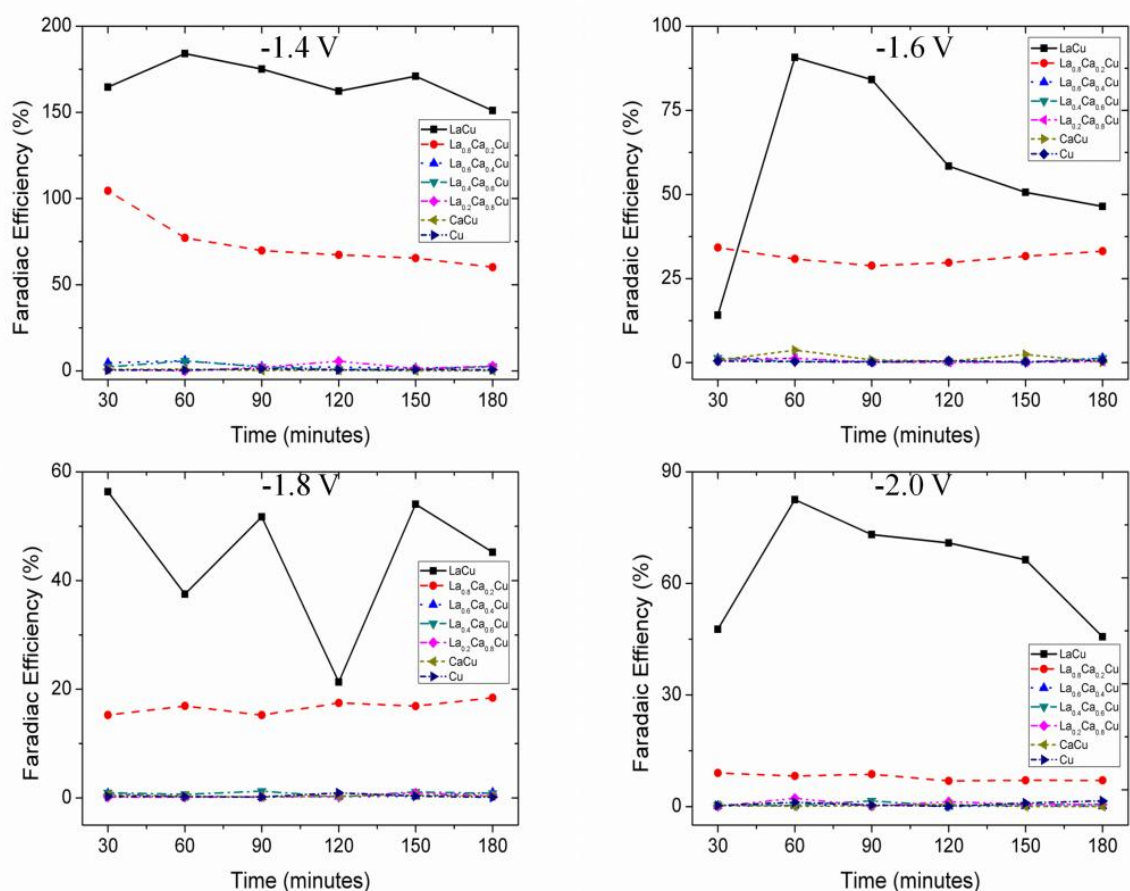 -1.4 V
Faradiac Efficiency (%)
200
150
100
50
0
LaCu
La0.8Ca0.2Cu
La0.6Ca0.4Cu
La0.4Ca0.6Cu
La0.2Ca0.8Cu
CaCu
Cu
30 60 90 120 150 180
Time (minutes)
-1.6 V
Faradaic Efficiency (%)
100
75
50
25
0
LaCu
La0.8Ca0.2Cu
La0.6Ca0.4Cu
La0.4Ca0.6Cu
La0.2Ca0.8Cu
CaCu
Cu
30 60 90 120 150 180
Time (minutes)
-1.8 V
Faradiac Efficiency (%)
60
40
20
0
LaCu
La0.8Ca0.2Cu
La0.6Ca0.4Cu
La0.4Ca0.6Cu
La0.2Ca0.8Cu
CaCu
Cu
30 60 90 120 150 180
Time (minutes)
-2.0 V
Faradaic Effiency (%)
90
60
30
0
LaCu
La0.8Ca0.2Cu
La0.6Ca0.4Cu
La0.4Ca0.6Cu
La0.2Ca0.8Cu
CaCu
Cu
30 60 90 120 150 180
Time (minutes)